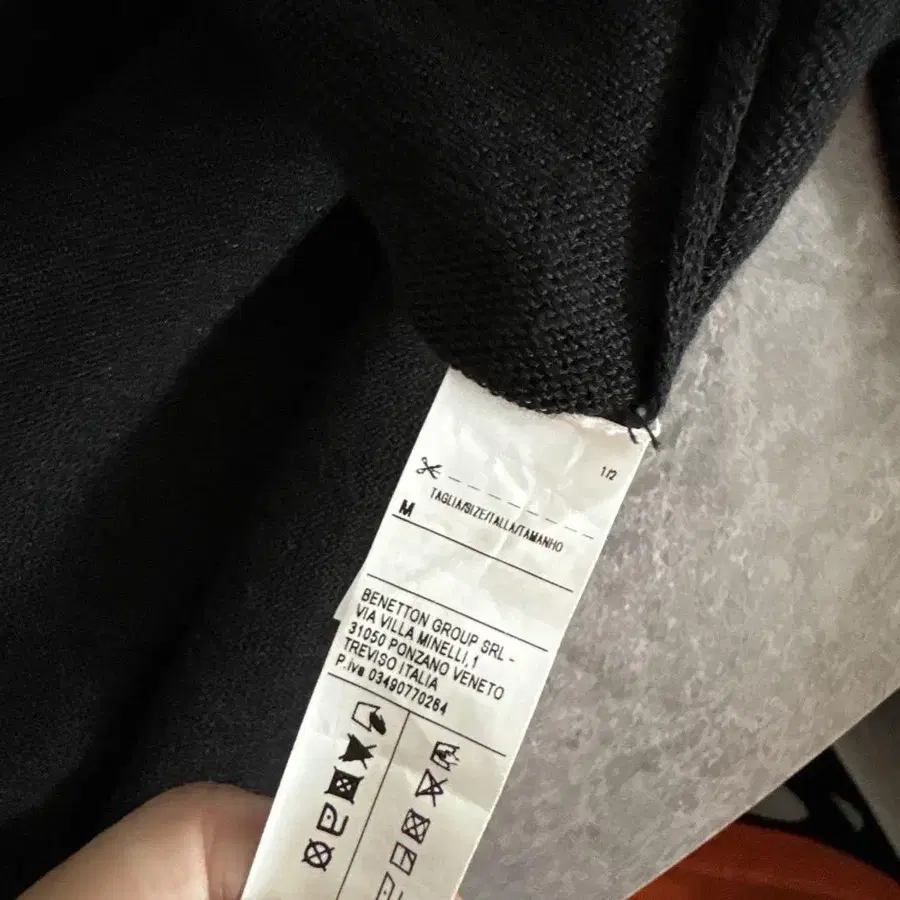 1/2
TAGLIA/SIZE/TALLA/TAMANHO
M
BENETTON GROUP SRL -
VIA VILLA MINELLI,1
31050 PONZANO VENETO
TREVISO ITALIA
P.Iva 03490770264